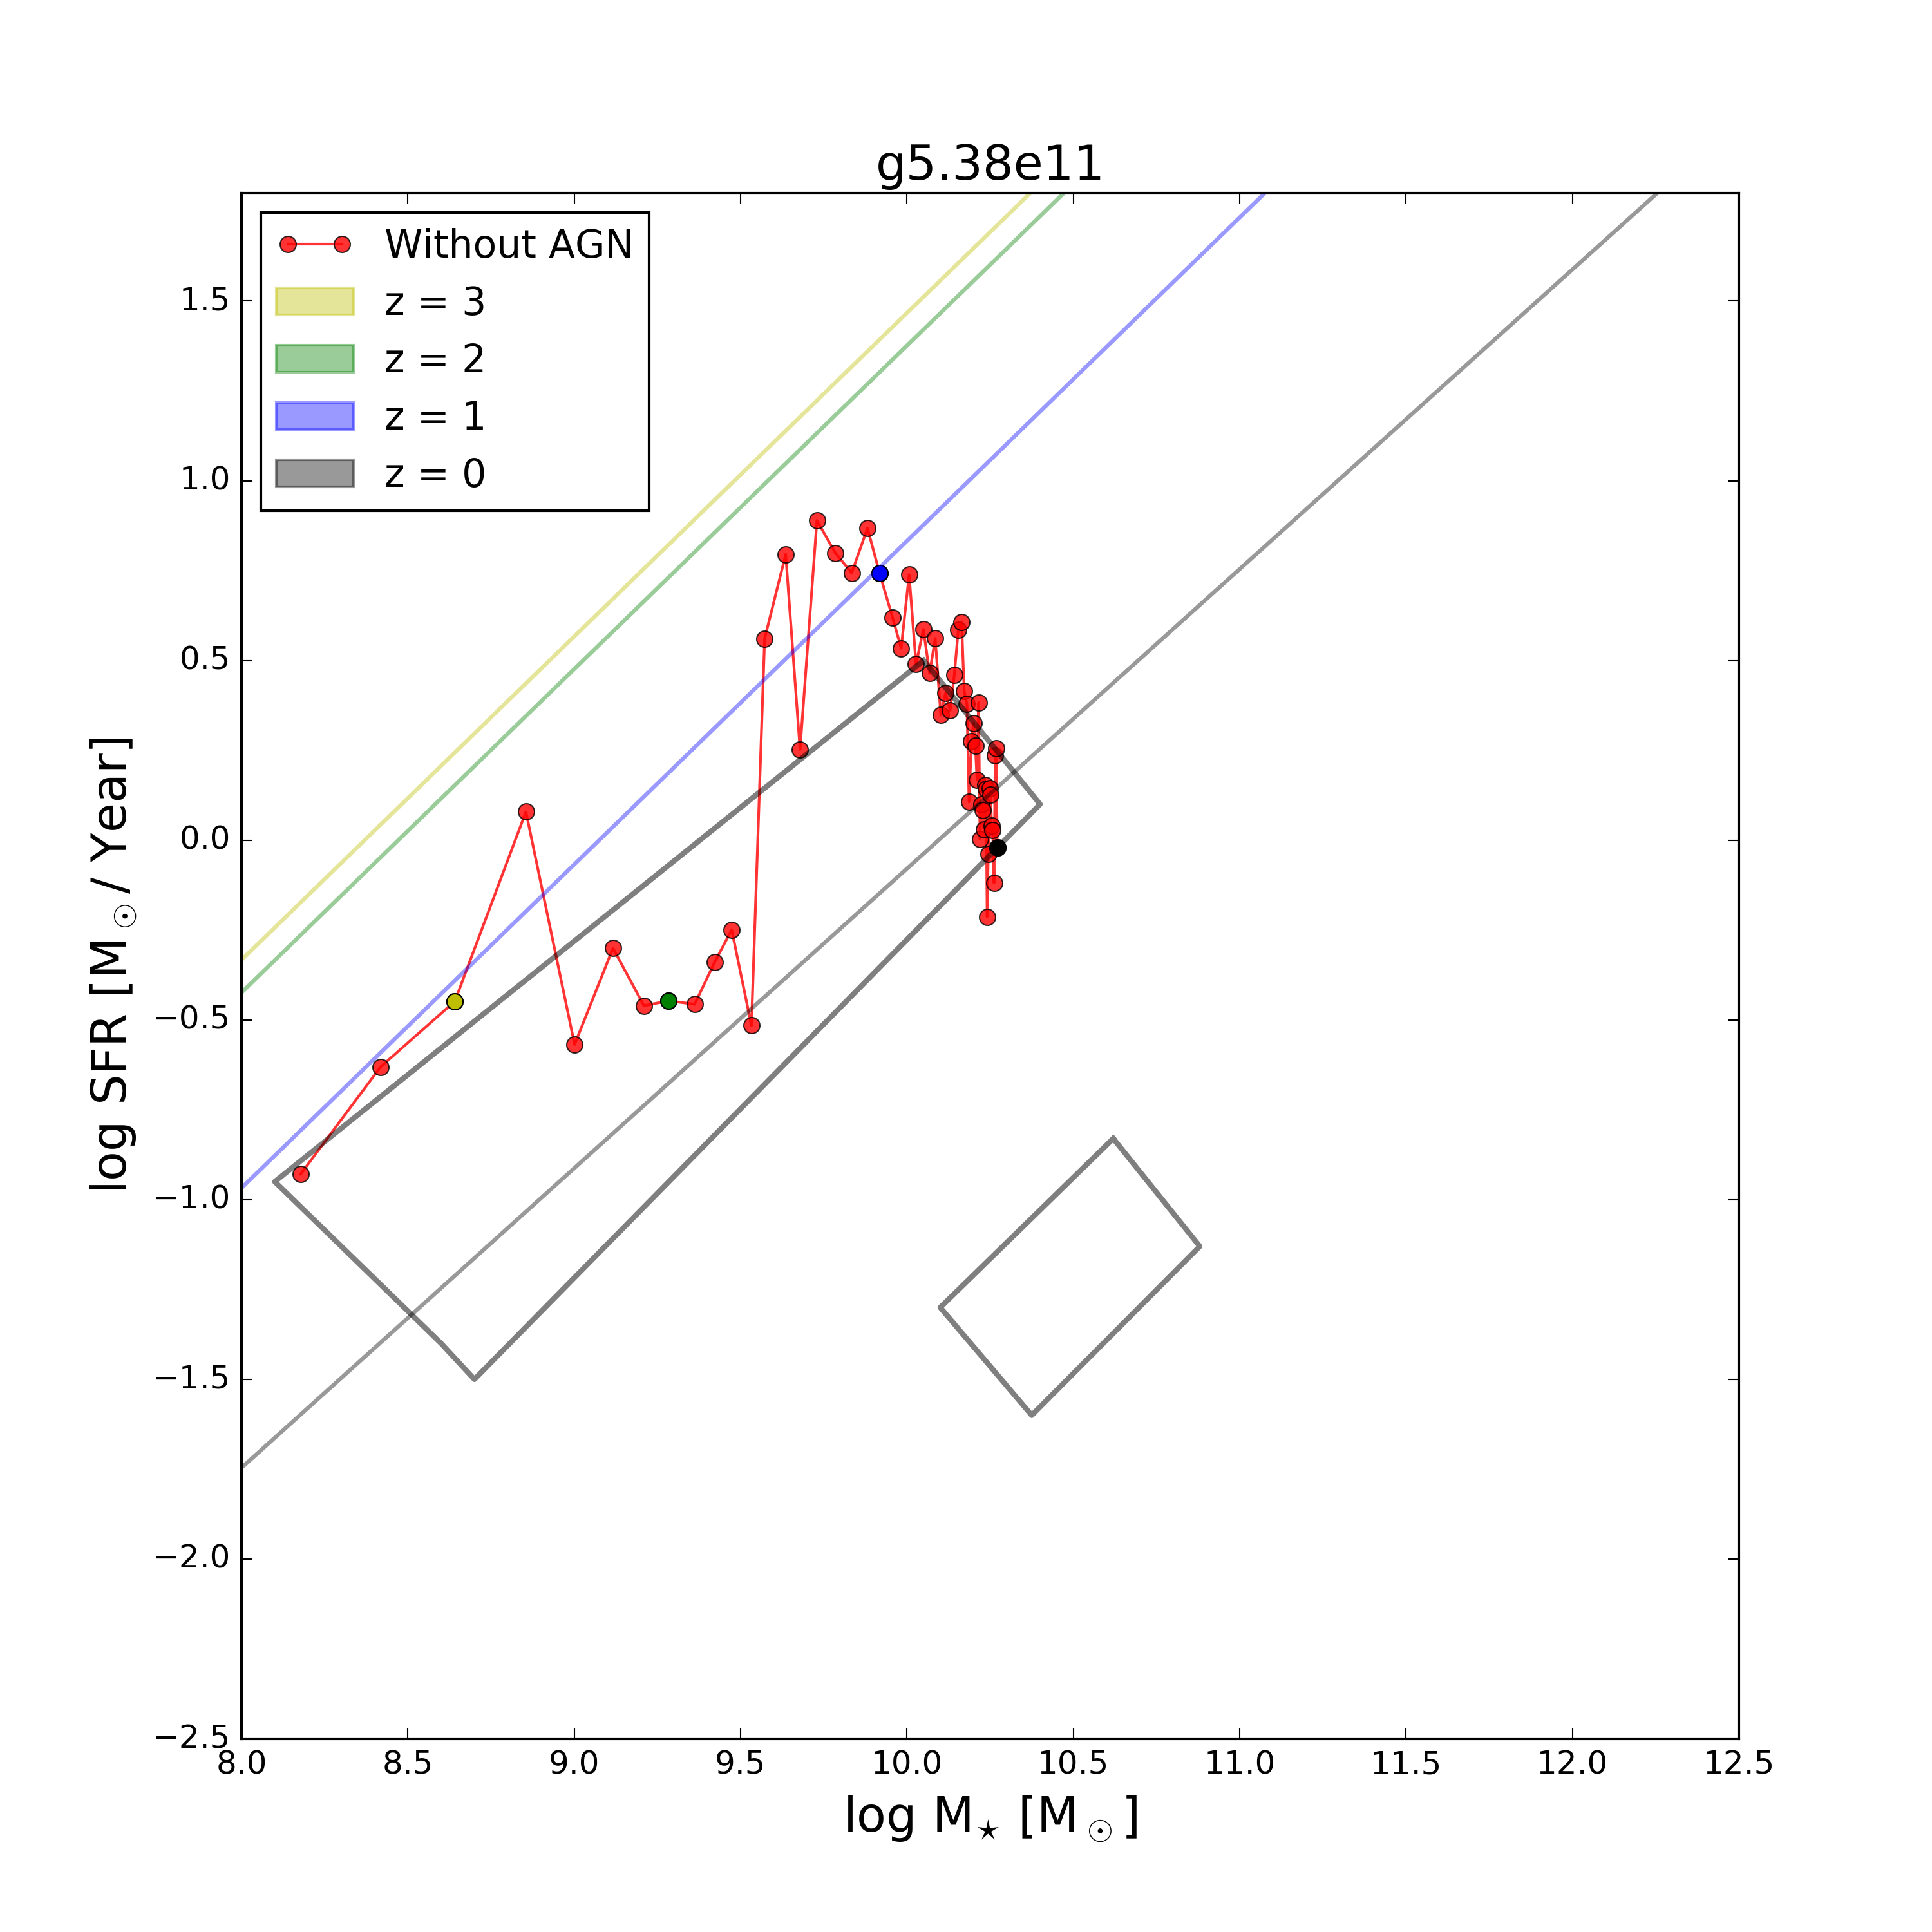 g5.38e11
Without AGN
z = 3
z = 2
z = 1
z = 0
1.5
1.0
0.5
0.0
−0.5
−1.0
−1.5
−2.0
−2.5
log SFR [M☉/ Year]
8.0 8.5 9.0 9.5 10.0 10.5 11.0 11.5 12.0 12.5
log M★ [M☉]